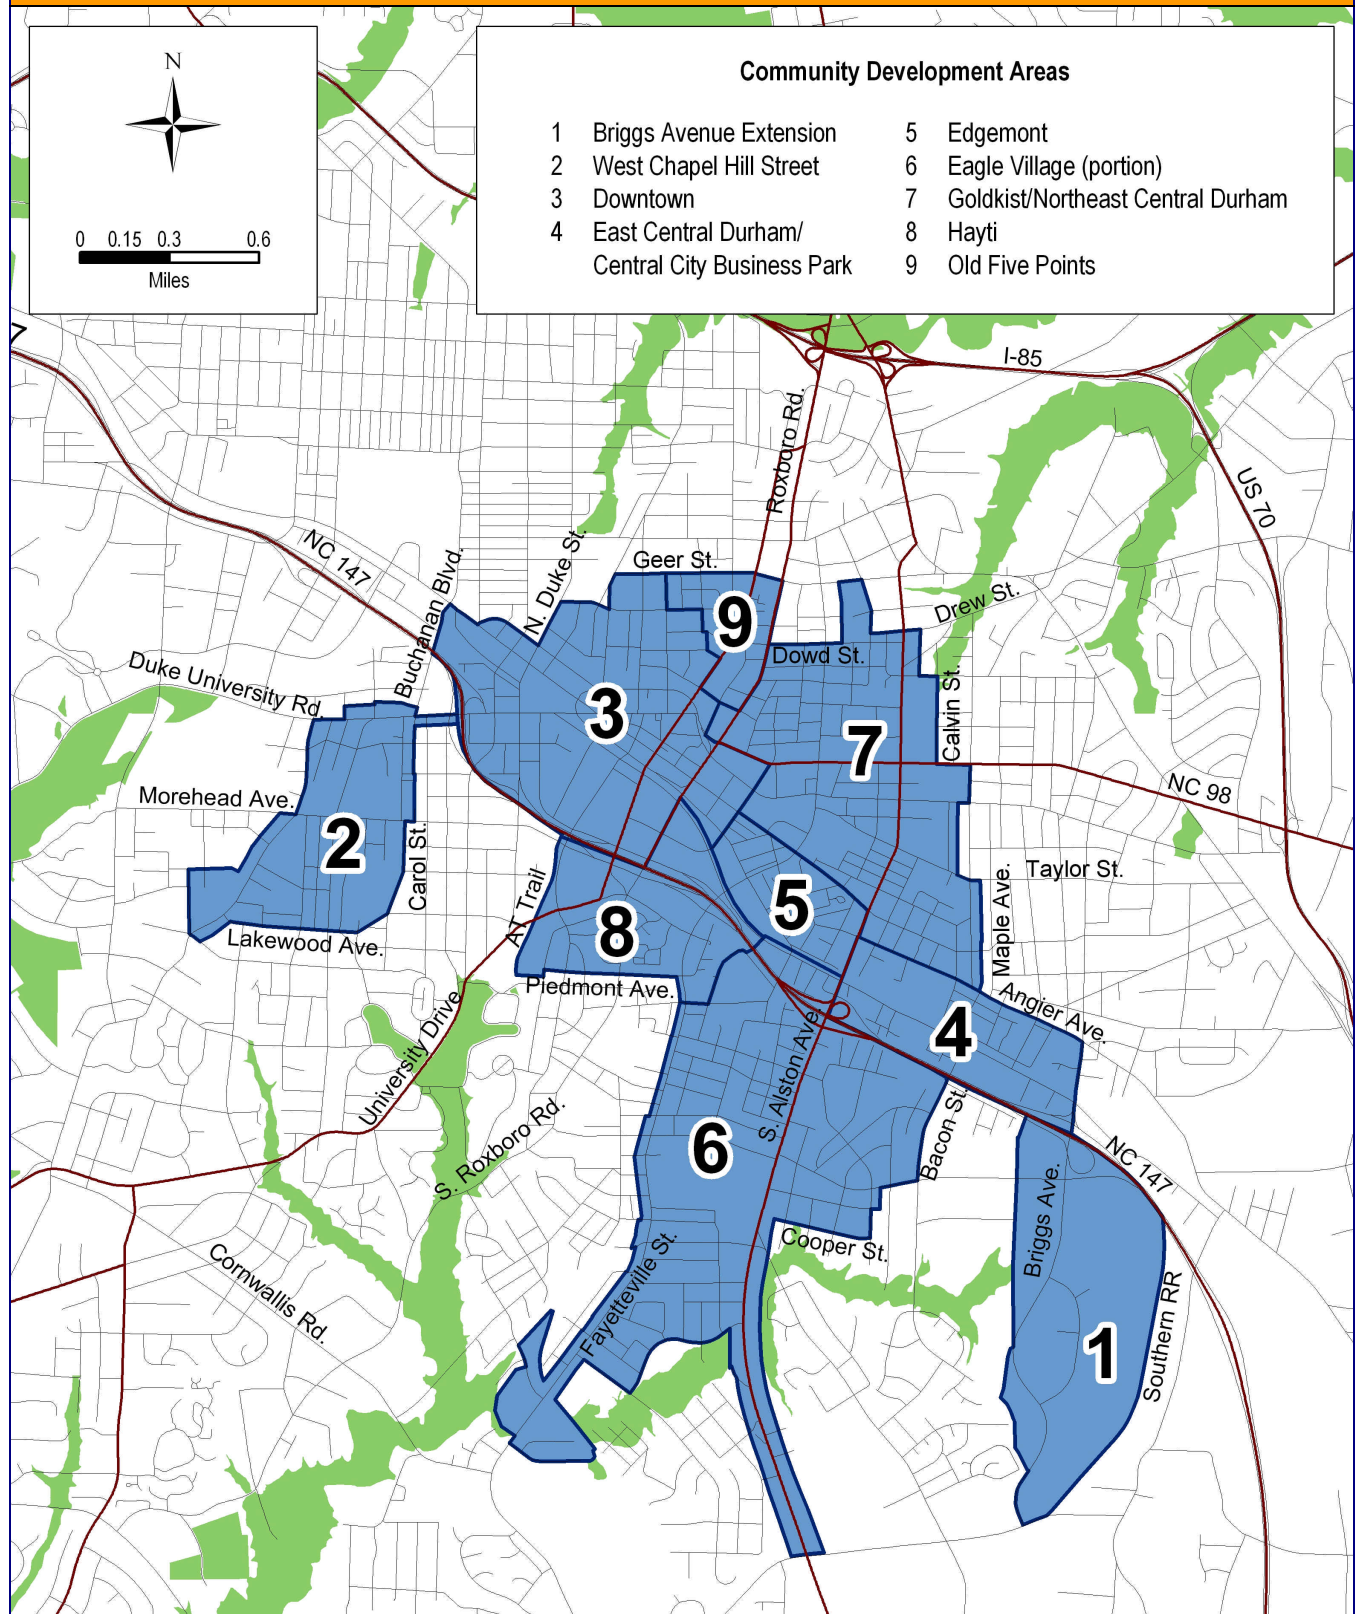 N
0 0.15 0.3 0.6
Miles
Community Development Areas
1 Briggs Avenue Extension
2 West Chapel Hill Street
3 Downtown
4 East Central Durham/
Central City Business Park
5 Edgemont
6 Eagle Village (portion)
7 Goldkist/Northeast Central Durham
8 Hayti
9 Old Five Points
7
I-85
Roxboro Rd.
US 70
NC 147
Buchanan Blvd.
N. Duke St.
Geer St.
9
Drew St.
Dowd St.
Duke University Rd.
3
Calvin St.
7
NC 98
Morehead Ave.
2
Carol St.
Taylor St.
Maple Ave.
AT Trail
5
8
Lakewood Ave.
Piedmont Ave.
Angier Ave.
4
University Drive
S. Alston Ave.
S. Roxboro Rd.
6
Bacon St.
NC 147
Briggs Ave.
Cooper St.
Fayetteville St.
Cornwallis Rd.
1
Southern RR